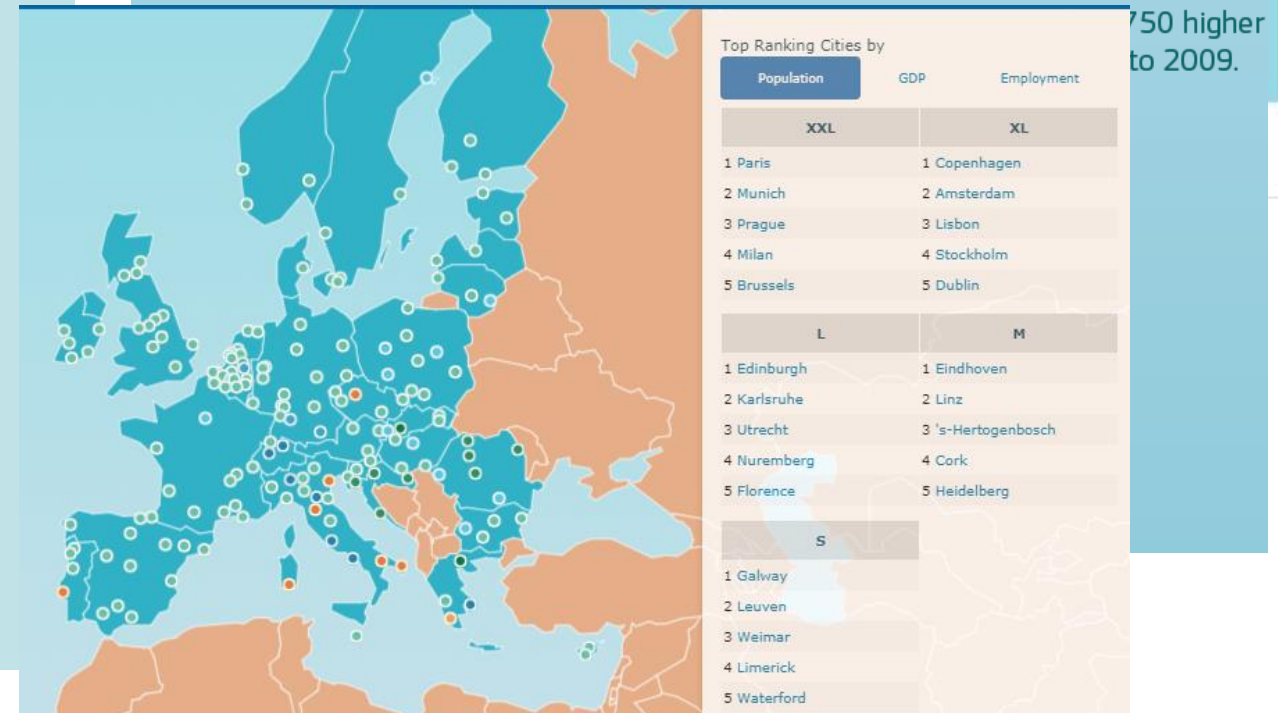 750 higher
to 2009.
Top Ranking Cities by
Population GDP Employment
XXL XL
1 Paris 1 Copenhagen
2 Munich 2 Amsterdam
3 Prague 3 Lisbon
4 Milan 4 Stockholm
5 Brussels 5 Dublin
L M
1 Edinburgh 1 Eindhoven
2 Karlsruhe 2 Linz
3 Utrecht 3 's-Hertogenbosch
4 Nuremberg 4 Cork
5 Florence 5 Heidelberg
S
1 Galway
2 Leuven
3 Weimar
4 Limerick
5 Waterford